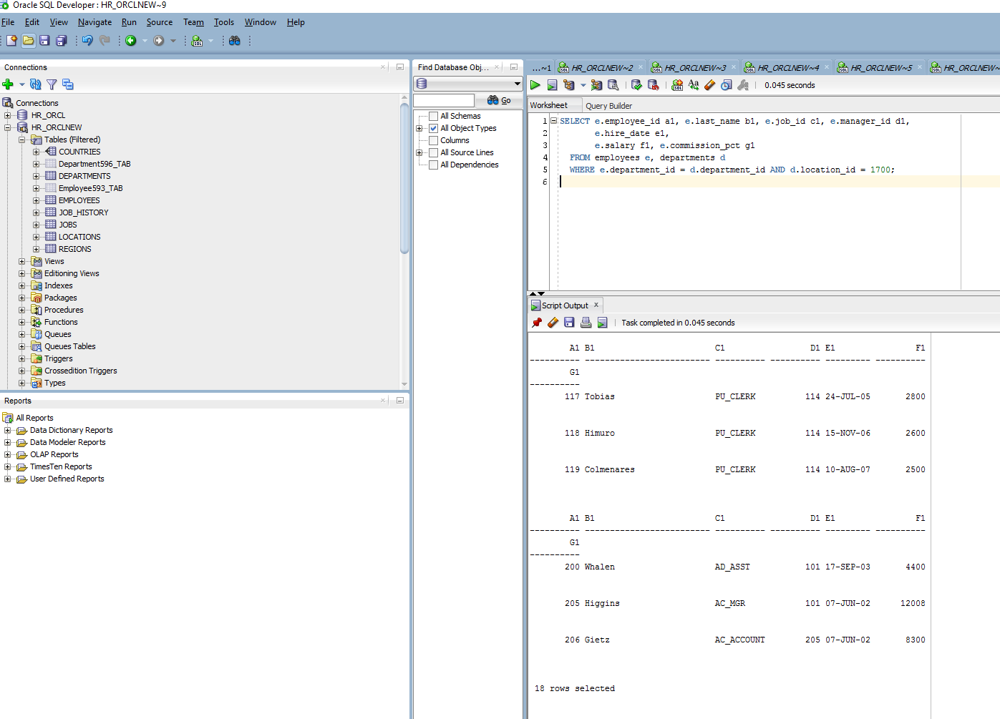 Oracle SQL Developer : HR_ORCLNEW~9
File Edit View Navigate Run Source Team Tools Window Help
Connections
Connections
HR_ORCL
HR_ORCLNEW
Tables (Filtered)
COUNTRIES
Department596_TAB
DEPARTMENTS
Employee593_TAB
EMPLOYEES
JOB_HISTORY
JOBS
LOCATIONS
REGIONS
Views
Editioning Views
Indexes
Packages
Procedures
Functions
Queues
Queues Tables
Triggers
Crossedition Triggers
Types
Reports
All Reports
Data Dictionary Reports
Data Modeler Reports
OLAP Reports
TimesTen Reports
User Defined Reports
Find Database Obj...
Go
All Schemas
All Object Types
Columns
All Source Lines
All Dependencies
...~1 HR_ORCLNEW~2 HR_ORCLNEW~3 HR_ORCLNEW~4 HR_ORCLNEW~5 HR_ORCLNEW~
0.045 seconds
Worksheet Query Builder
1 SELECT e.employee_id a1, e.last_name b1, e.job_id c1, e.manager_id d1,
2 e.hire_date e1,
3 e.salary f1, e.commission_pct g1
4 FROM employees e, departments d
5 WHERE e.department_id = d.department_id AND d.location_id = 1700;
6
Script Output x
Task completed in 0.045 seconds
A1 B1 C1 D1 E1 F1
---------- ------------------------- ---------- ---------- --------- ----------
G1
----------
117 Tobias PU_CLERK 114 24-JUL-05 2800
118 Himuro PU_CLERK 114 15-NOV-06 2600
119 Colmenares PU_CLERK 114 10-AUG-07 2500
A1 B1 C1 D1 E1 F1
---------- ------------------------- ---------- ---------- --------- ----------
G1
----------
200 Whalen AD_ASST 101 17-SEP-03 4400
205 Higgins AC_MGR 101 07-JUN-02 12008
206 Gietz AC_ACCOUNT 205 07-JUN-02 8300
18 rows selected